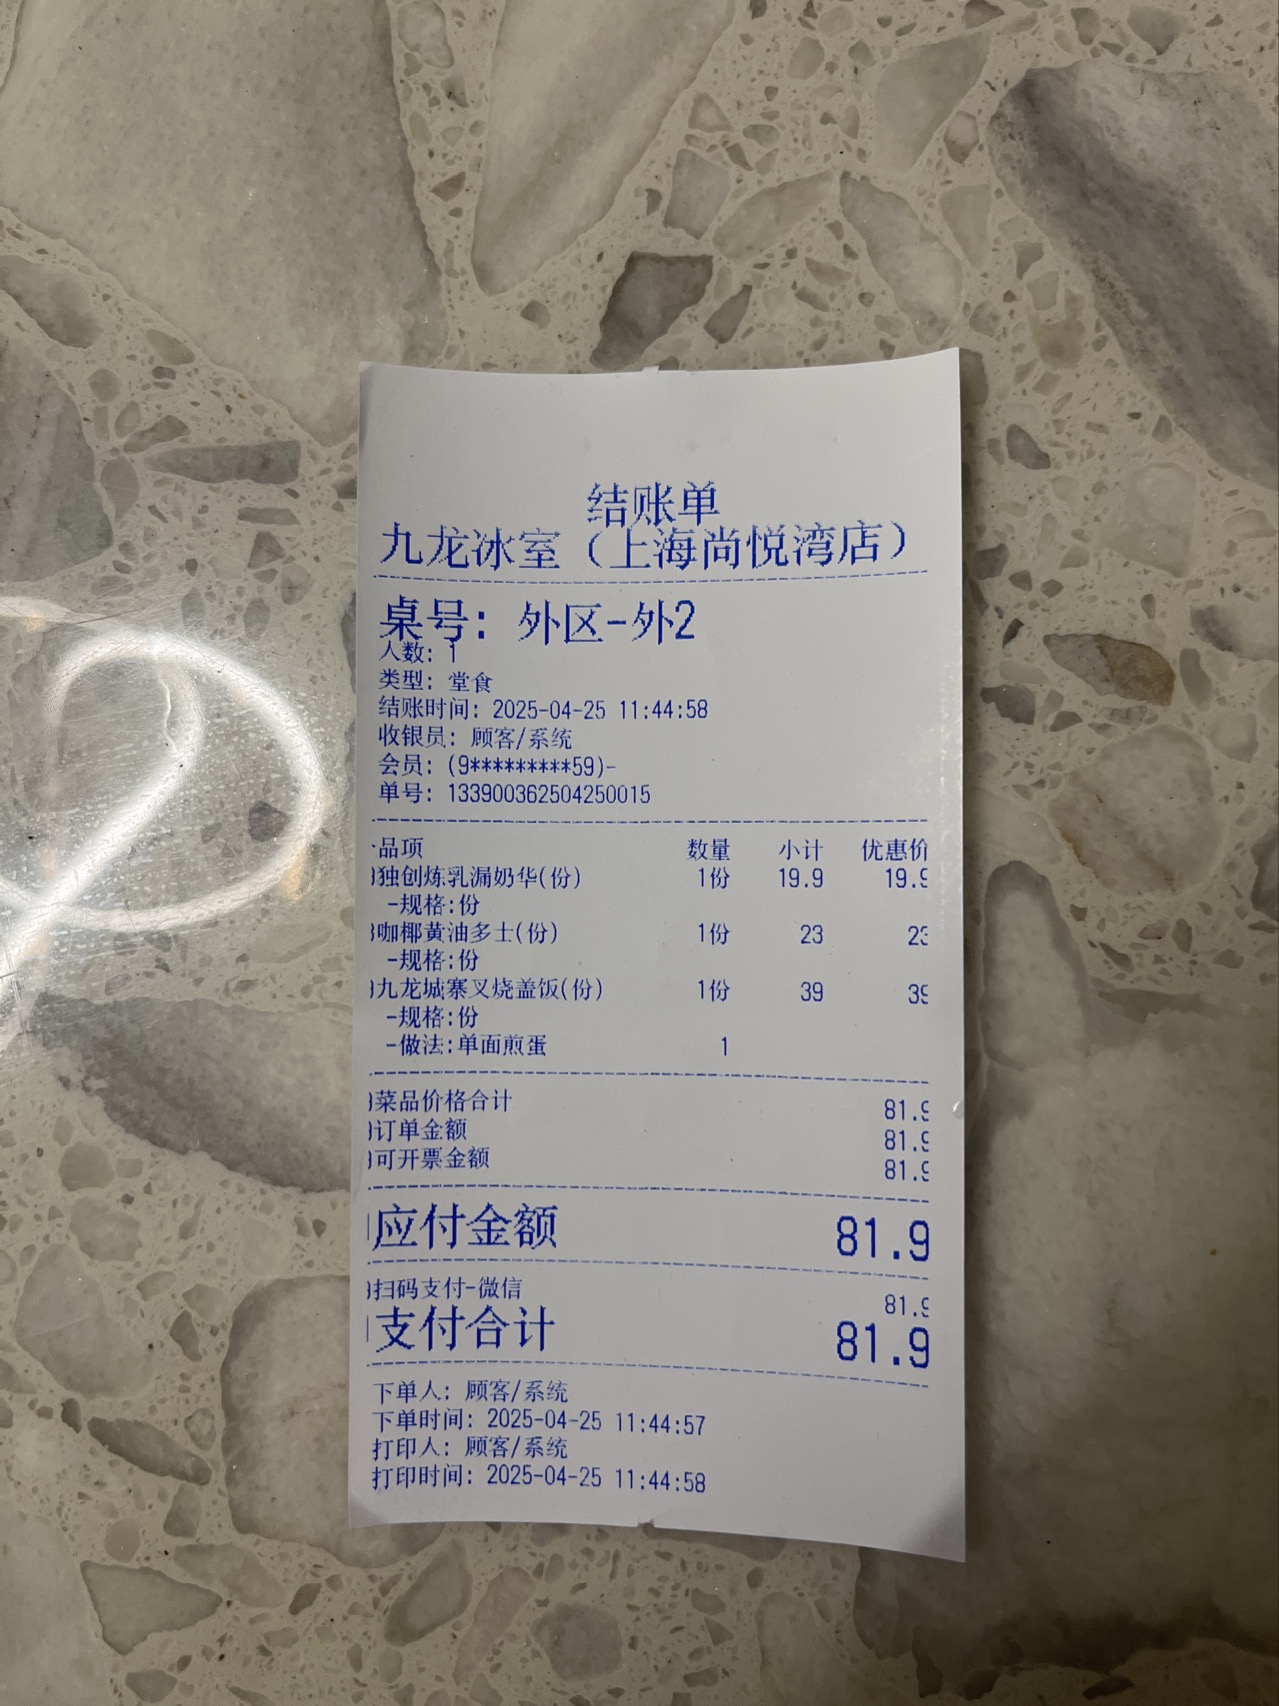 结账单
九龙冰室（上海尚悦湾店）
桌号：外区-外2
人数：1
类型：堂食
结账时间：2025-04-25 11:44:58
收银员：顾客/系统
会员：(9*********59)-
单号：133900362504250015
品项 数量 小计 优惠价
独创炼乳漏奶华(份) 1份 19.9 19.9
-规格:份
咖椰黄油多士(份) 1份 23 23
-规格:份
九龙城寨叉烧盖饭(份) 1份 39 39
-规格:份
-做法:单面煎蛋 1
菜品价格合计 81.9
订单金额 81.9
可开票金额 81.9
应付金额 81.9
扫码支付-微信 81.9
支付合计 81.9
下单人：顾客/系统
下单时间：2025-04-25 11:44:57
打印人：顾客/系统
打印时间：2025-04-25 11:44:58